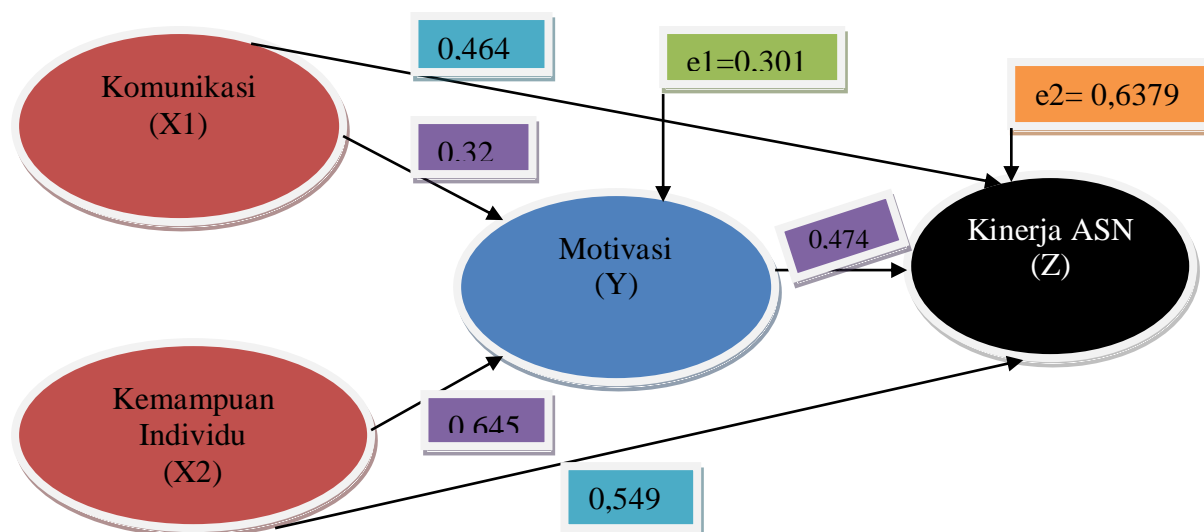 0,464
e1=0,301
e2= 0,6379
Komunikasi
(X1)
0,32
Motivasi
(Y)
0,474
Kinerja ASN
(Z)
Kemampuan
Individu
(X2)
0,645
0,549